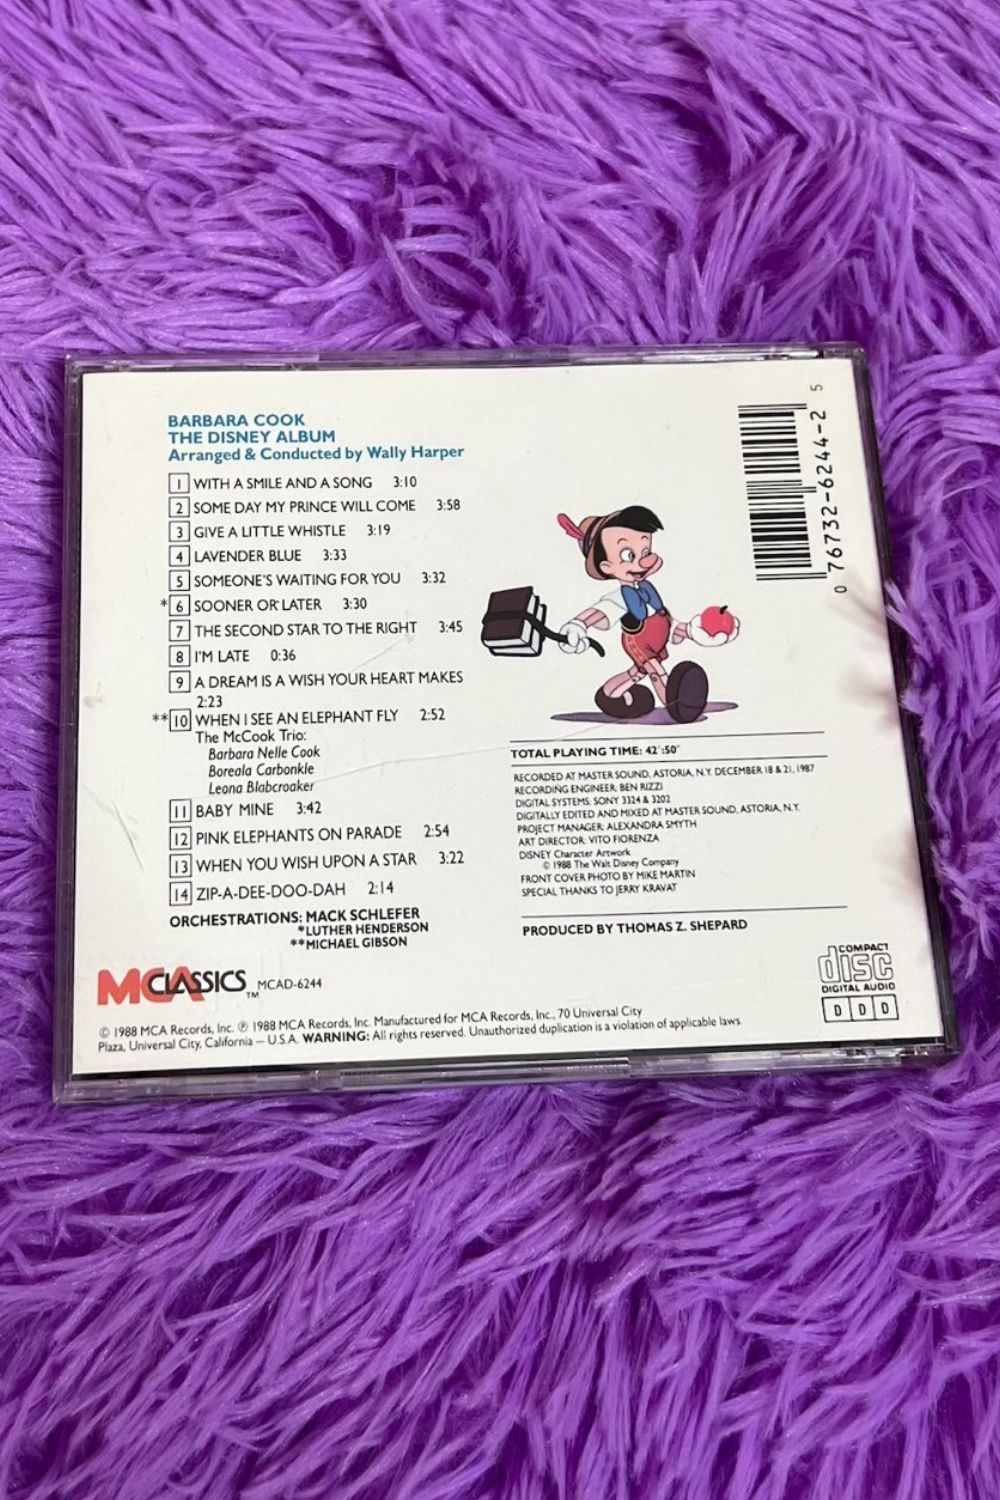 BARBARA COOK
THE DISNEY ALBUM
Arranged & Conducted by Wally Harper
1 WITH A SMILE AND A SONG 3:10
2 SOME DAY MY PRINCE WILL COME 3:58
3 GIVE A LITTLE WHISTLE 3:19
4 LAVENDER BLUE 3:33
5 SOMEONE'S WAITING FOR YOU 3:32
*6 SOONER OR LATER 3:30
7 THE SECOND STAR TO THE RIGHT 3:45
8 I'M LATE 0:36
9 A DREAM IS A WISH YOUR HEART MAKES
2:23
**10 WHEN I SEE AN ELEPHANT FLY 2:52
The McCook Trio:
Barbara Nelle Cook
Boreala Carbonkle
Leona Blabcroaker
11 BABY MINE 3:42
12 PINK ELEPHANTS ON PARADE 2:54
13 WHEN YOU WISH UPON A STAR 3:22
14 ZIP-A-DEE-DOO-DAH 2:14
ORCHESTRATIONS: MACK SCHLEFER
*LUTHER HENDERSON
**MICHAEL GIBSON
0 76732-6244-2 5
TOTAL PLAYING TIME: 42':50"
RECORDED AT MASTER SOUND, ASTORIA, N.Y. DECEMBER 18 & 21, 1987
RECORDING ENGINEER: BEN RIZZI
DIGITAL SYSTEMS: SONY 3324 & 3202
DIGITALLY EDITED AND MIXED AT MASTER SOUND, ASTORIA, N.Y.
PROJECT MANAGER: ALEXANDRA SMYTH
ART DIRECTOR: VITO FIORENZA
DISNEY Character Artwork
© 1988 The Walt Disney Company
FRONT COVER PHOTO BY MIKE MARTIN
SPECIAL THANKS TO JERRY KRAVAT
PRODUCED BY THOMAS Z. SHEPARD
MCA CLASSICS ™ MCAD-6244
COMPACT
disc
DIGITAL AUDIO
D D D
© 1988 MCA Records, Inc. ℗ 1988 MCA Records, Inc. Manufactured for MCA Records, Inc., 70 Universal City
Plaza, Universal City, California – U.S.A. WARNING: All rights reserved. Unauthorized duplication is a violation of applicable laws.